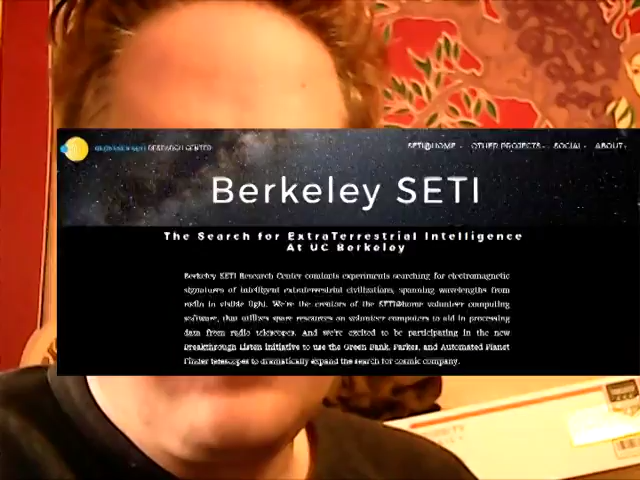 BERKELEY SETI RESEARCH CENTER
SETI@HOME OTHER PROJECTS SOCIAL ABOUT
Berkeley SETI
The Search for ExtraTerrestrial Intelligence
At UC Berkeley
Berkeley SETI Research Center conducts experiments searching for electromagnetic
signatures of intelligent extraterrestrial civilizations, spanning wavelengths from
radio to visible light. We're the creators of the SETI@home volunteer computing
software, that utilizes spare resources on volunteer computers to aid in processing
data from radio telescopes. And we're excited to be participating in the new
Breakthrough Listen initiative to use the Green Bank, Parkes, and Automated Planet
Finder telescopes to dramatically expand the search for cosmic company.